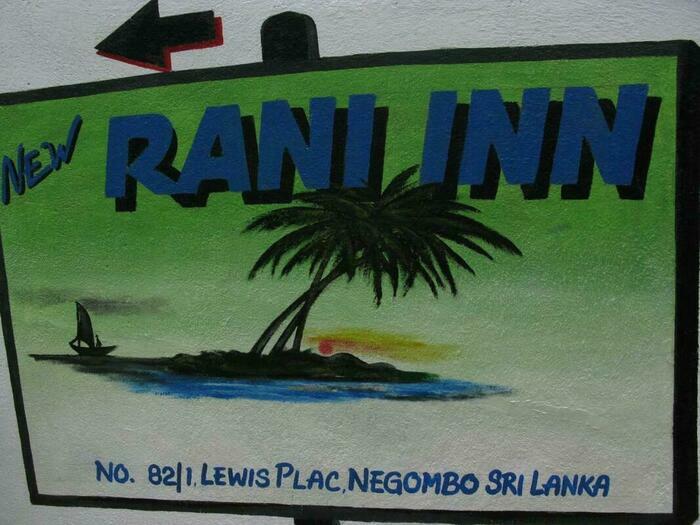 NEW RANI INN
NO. 82/1, LEWIS PLAC, NEGOMBO SRI LANKA